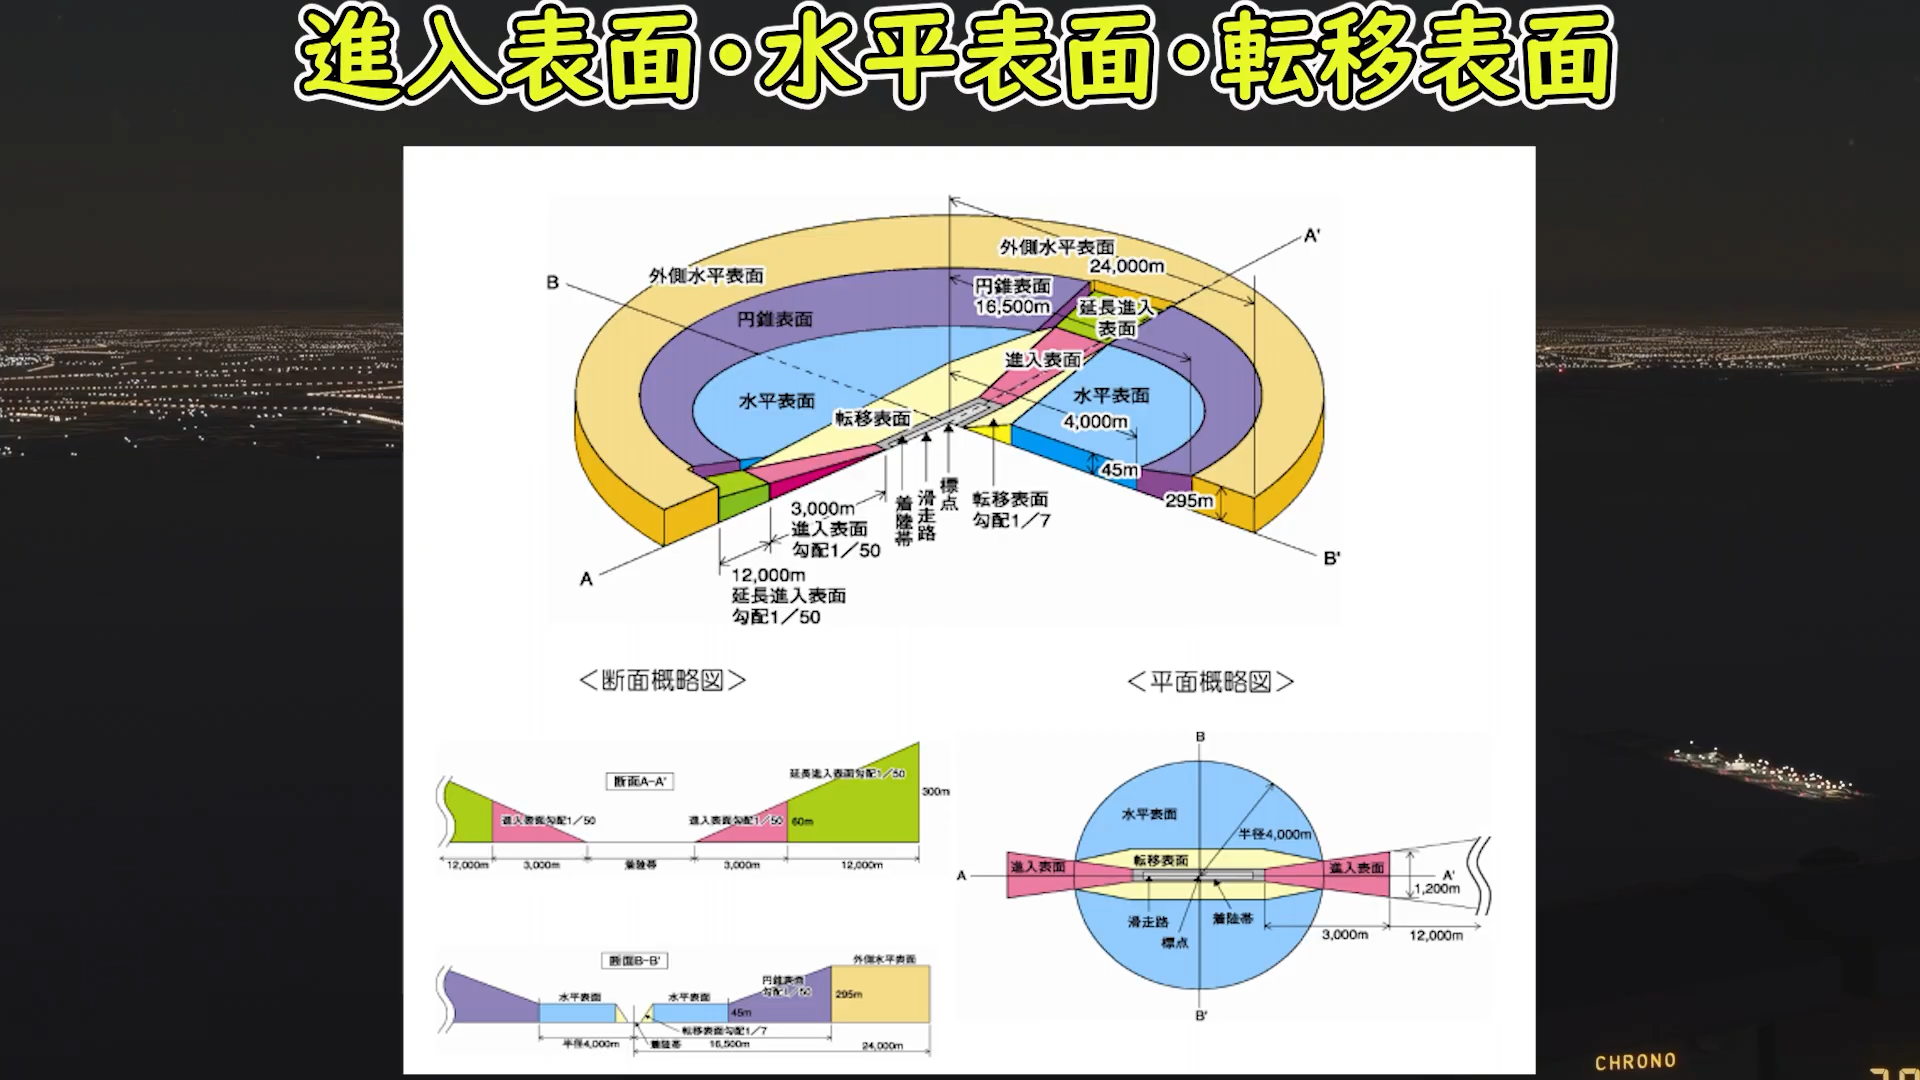 進入表面・水平表面・転移表面
A'
外側水平表面
24,000m
B
外側水平表面
円錐表面
16,500m
延長進入
表面
円錐表面
進入表面
水平表面
水平表面
転移表面
4,000m
45m
295m
3,000m
進入表面
勾配1/50
着陸帯
滑走路
標点
転移表面
勾配1/7
B'
A
12,000m
延長進入表面
勾配1/50
<断面概略図>
<平面概略図>
断面A-A'
延長進入表面勾配1/50
300m
進入表面勾配1/50
進入表面勾配1/50
60m
12,000m
3,000m
着陸帯
3,000m
12,000m
B
水平表面
半径4,000m
転移表面
進入表面
進入表面
A
A'
1,200m
滑走路
着陸帯
標点
3,000m
12,000m
B'
断面B-B'
外側水平表面
円錐表面
勾配1/50
水平表面
水平表面
295m
45m
転移表面勾配1/7
半径4,000m
着陸帯
16,500m
24,000m
CHRONO